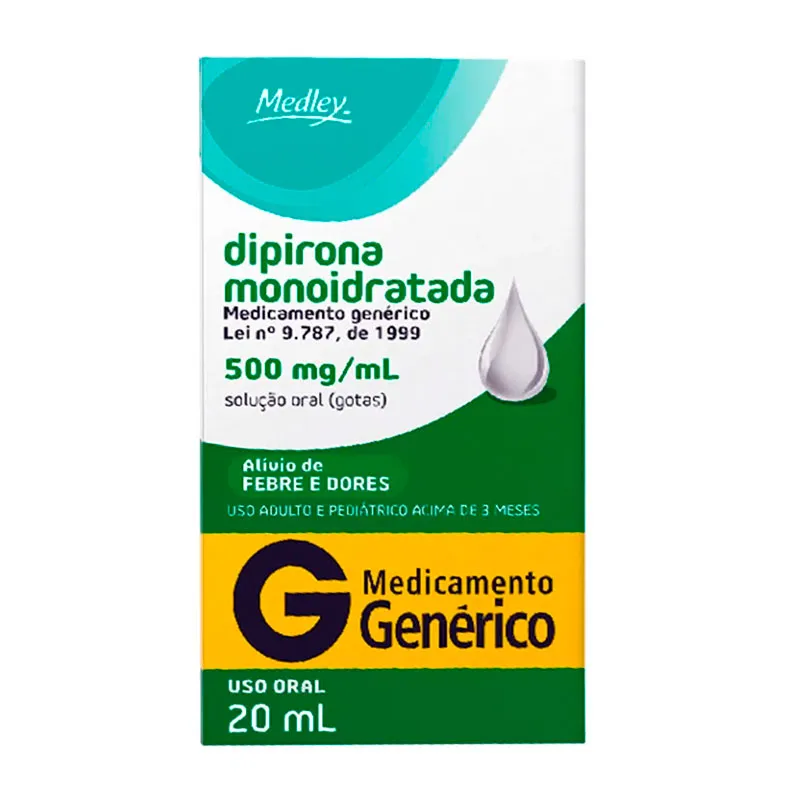 Medley
dipirona
monoidratada
Medicamento genérico
Lei nº 9.787, de 1999
500 mg/mL
solução oral (gotas)
Alívio de
FEBRE E DORES
USO ADULTO E PEDIÁTRICO ACIMA DE 3 MESES
G Medicamento
Genérico
USO ORAL
20 mL